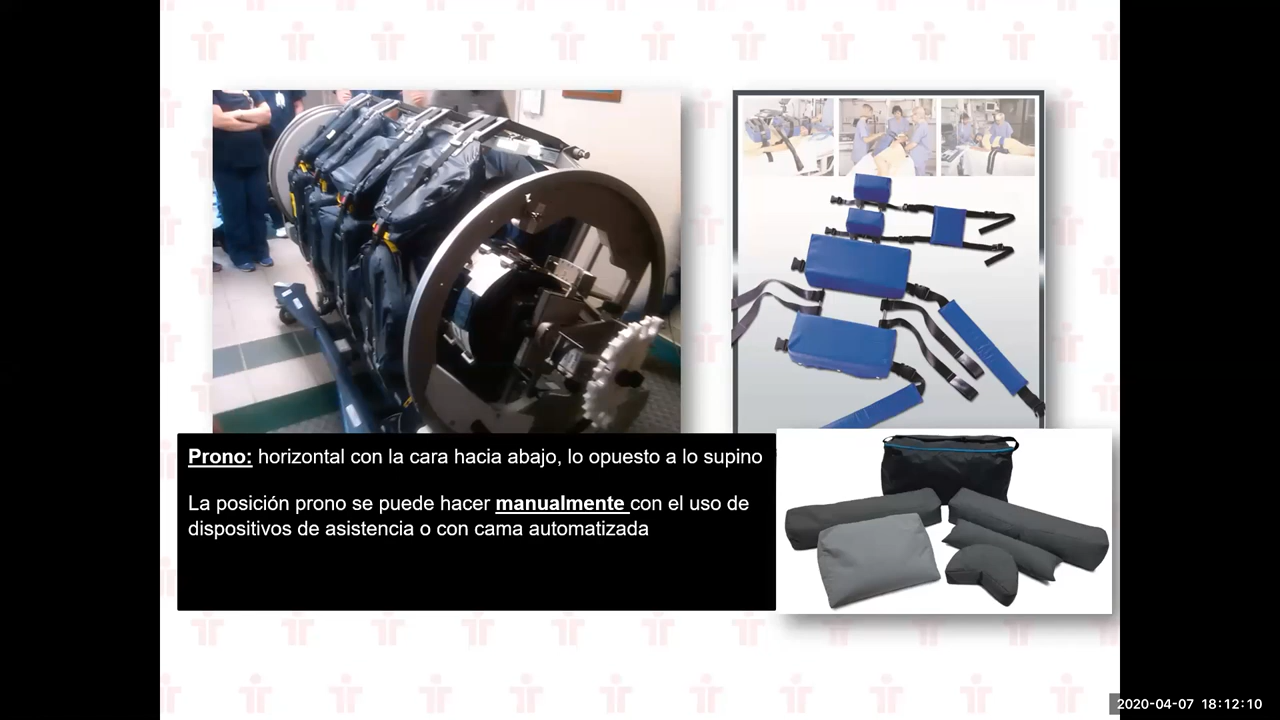 Prono: horizontal con la cara hacia abajo, lo opuesto a lo supino
La posición prono se puede hacer manualmente con el uso de
dispositivos de asistencia o con cama automatizada
2020-04-07 18:12:10